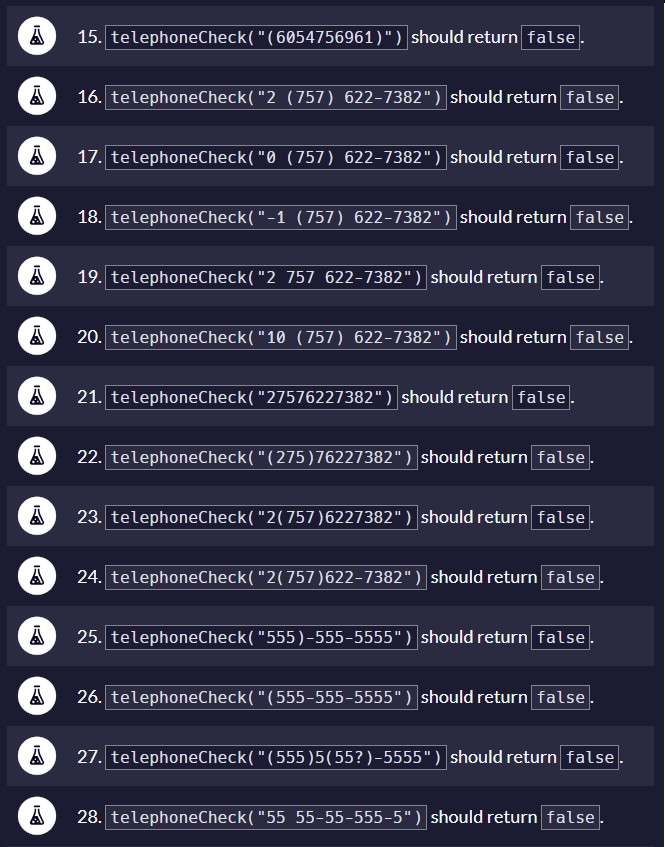 15. telephoneCheck("(6054756961)") should return false.
16. telephoneCheck("2 (757) 622-7382") should return false.
17. telephoneCheck("0 (757) 622-7382") should return false.
18. telephoneCheck("-1 (757) 622-7382") should return false.
19. telephoneCheck("2 757 622-7382") should return false.
20. telephoneCheck("10 (757) 622-7382") should return false.
21. telephoneCheck("27576227382") should return false.
22. telephoneCheck("(275)76227382") should return false.
23. telephoneCheck("2(757)6227382") should return false.
24. telephoneCheck("2(757)622-7382") should return false.
25. telephoneCheck("555)-555-5555") should return false.
26. telephoneCheck("(555-555-5555") should return false.
27. telephoneCheck("(555)5(55?)-5555") should return false.
28. telephoneCheck("55 55-55-555-5") should return false.